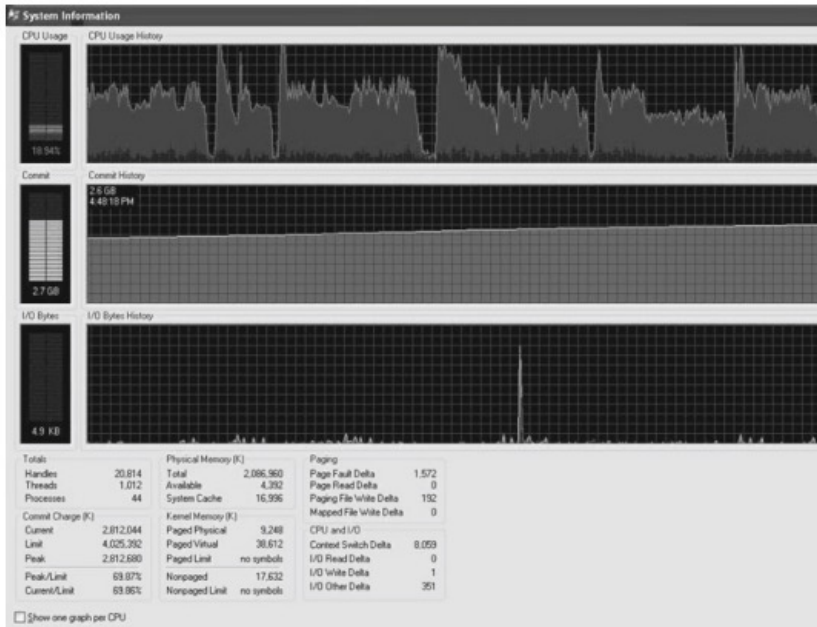 System Information
CPU Usage
CPU Usage History
18.94%
Commit
Commit History
2.6 GB
4:48:18 PM
2.7 GB
I/O Bytes
I/O Bytes History
4.9 KB
Totals
Handles 20,814
Threads 1,012
Processes 44
Commit Charge (K)
Current 2,812,044
Limit 4,025,392
Peak 2,812,680
Peak/Limit 69.87%
Current/Limit 69.86%
Physical Memory (K)
Total 2,086,960
Available 4,392
System Cache 16,996
Kernel Memory (K)
Paged Physical 9,248
Paged Virtual 38,612
Paged Limit no symbols
Nonpaged 17,632
Nonpaged Limit no symbols
Paging
Page Fault Delta 1,572
Page Read Delta 0
Paging File Write Delta 192
Mapped File Write Delta 0
CPU and I/O
Context Switch Delta 8,059
I/O Read Delta 0
I/O Write Delta 1
I/O Other Delta 351
Show one graph per CPU